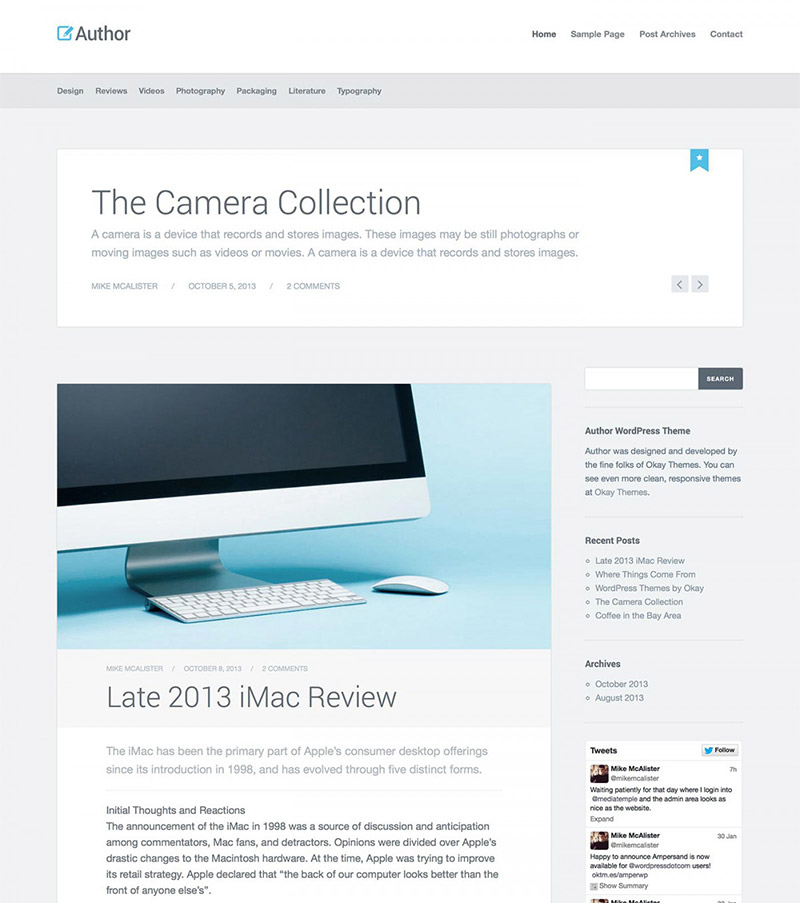 Author
Home Sample Page Post Archives Contact
Design Reviews Videos Photography Packaging Literature Typography
The Camera Collection
A camera is a device that records and stores images. These images may be still photographs or
moving images such as videos or movies. A camera is a device that records and stores images.
MIKE MCALISTER / OCTOBER 5, 2013 / 2 COMMENTS
MIKE MCALISTER / OCTOBER 8, 2013 / 2 COMMENTS
Late 2013 iMac Review
The iMac has been the primary part of Apple's consumer desktop offerings
since its introduction in 1998, and has evolved through five distinct forms.
Initial Thoughts and Reactions
The announcement of the iMac in 1998 was a source of discussion and anticipation
among commentators, Mac fans, and detractors. Opinions were divided over Apple's
drastic changes to the Macintosh hardware. At the time, Apple was trying to improve
its retail strategy. Apple declared that “the back of our computer looks better than the
front of anyone else's”.
SEARCH
Author WordPress Theme
Author was designed and developed by
the fine folks of Okay Themes. You can
see even more clean, responsive themes
at Okay Themes.
Recent Posts
Late 2013 iMac Review
Where Things Come From
WordPress Themes by Okay
The Camera Collection
Coffee in the Bay Area
Archives
October 2013
August 2013
Tweets Follow
Mike McAlister 7h
@mikemcalister
Waiting patiently for that day where I login into
@mediatemple and the admin area looks as
nice as the website.
Expand
Mike McAlister 30 Jan
@mikemcalister
Happy to announce Ampersand is now
available for @wordpressdotcom users!
oktm.es/amperwp
Show Summary